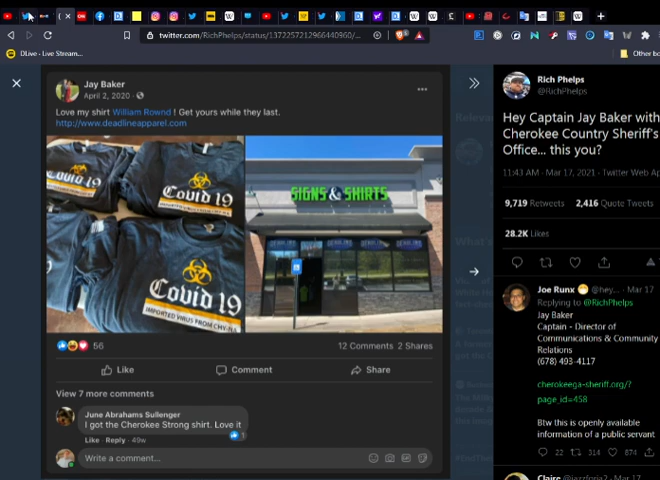 DLive - Live Stream...
twitter.com/RichPhelps/status/1372257212966440960/...
Other bo
Jay Baker
April 2, 2020
Love my shirt William Rownd ! Get yours while they last.
http://www.deadlineapparel.com
Covid 19
Covid 19
Covid 19
IMPORTED VIRUS FROM CHY-NA
SIGNS & SHIRTS
56
12 Comments 2 Shares
Like
Comment
Share
View 7 more comments
June Abrahams Sullenger
I got the Cherokee Strong shirt. Love it
1
Like · Reply · 49w
Write a comment...
Rich Phelps
@RichPhelps
Hey Captain Jay Baker with
Cherokee Country Sheriff's
Office... this you?
11:43 AM · Mar 17, 2021 · Twitter Web Ap
9,719 Retweets 2,416 Quote Tweets
28.2K Likes
Joe Runx @hey... · Mar 17
Replying to @RichPhelps
Jay Baker
Captain - Director of
Communications & Community
Relations
(678) 493-4117
cherokeega-sheriff.org/?
page_id=458
Btw this is openly available
information of a public servant
22 314 874